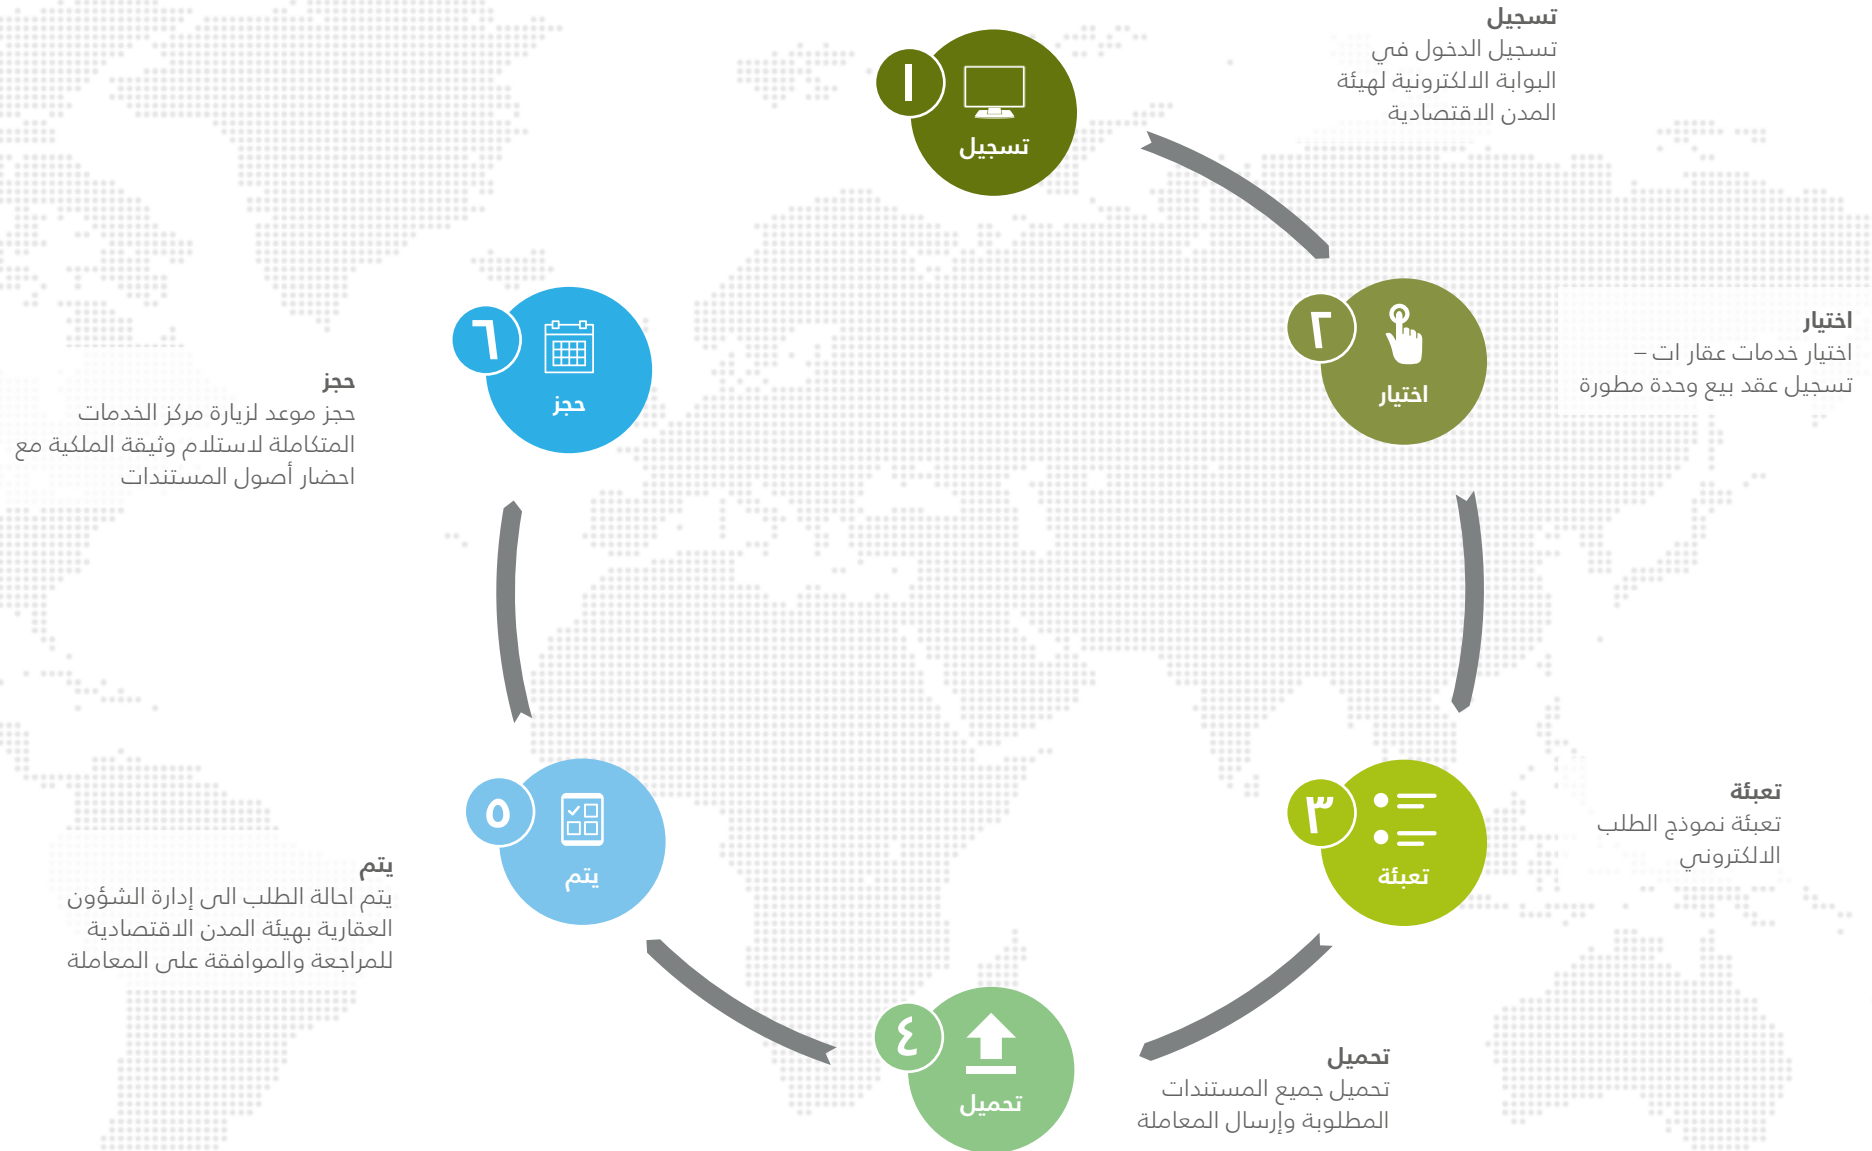 ١
تسجيل
تسجيل
تسجيل الدخول في
البوابة الالكترونية لهيئة
المدن الاقتصادية
٢
اختيار
اختيار
اختيار خدمات عقار ات –
تسجيل عقد بيع وحدة مطورة
٣
تعبئة
تعبئة
تعبئة نموذج الطلب
الالكتروني
٤
تحميل
تحميل
تحميل جميع المستندات
المطلوبة وإرسال المعاملة
٥
يتم
يتم
يتم احالة الطلب الى إدارة الشؤون
العقارية بهيئة المدن الاقتصادية
للمراجعة والموافقة على المعاملة
٦
حجز
حجز
حجز موعد لزيارة مركز الخدمات
المتكاملة لاستلام وثيقة الملكية مع
احضار أصول المستندات